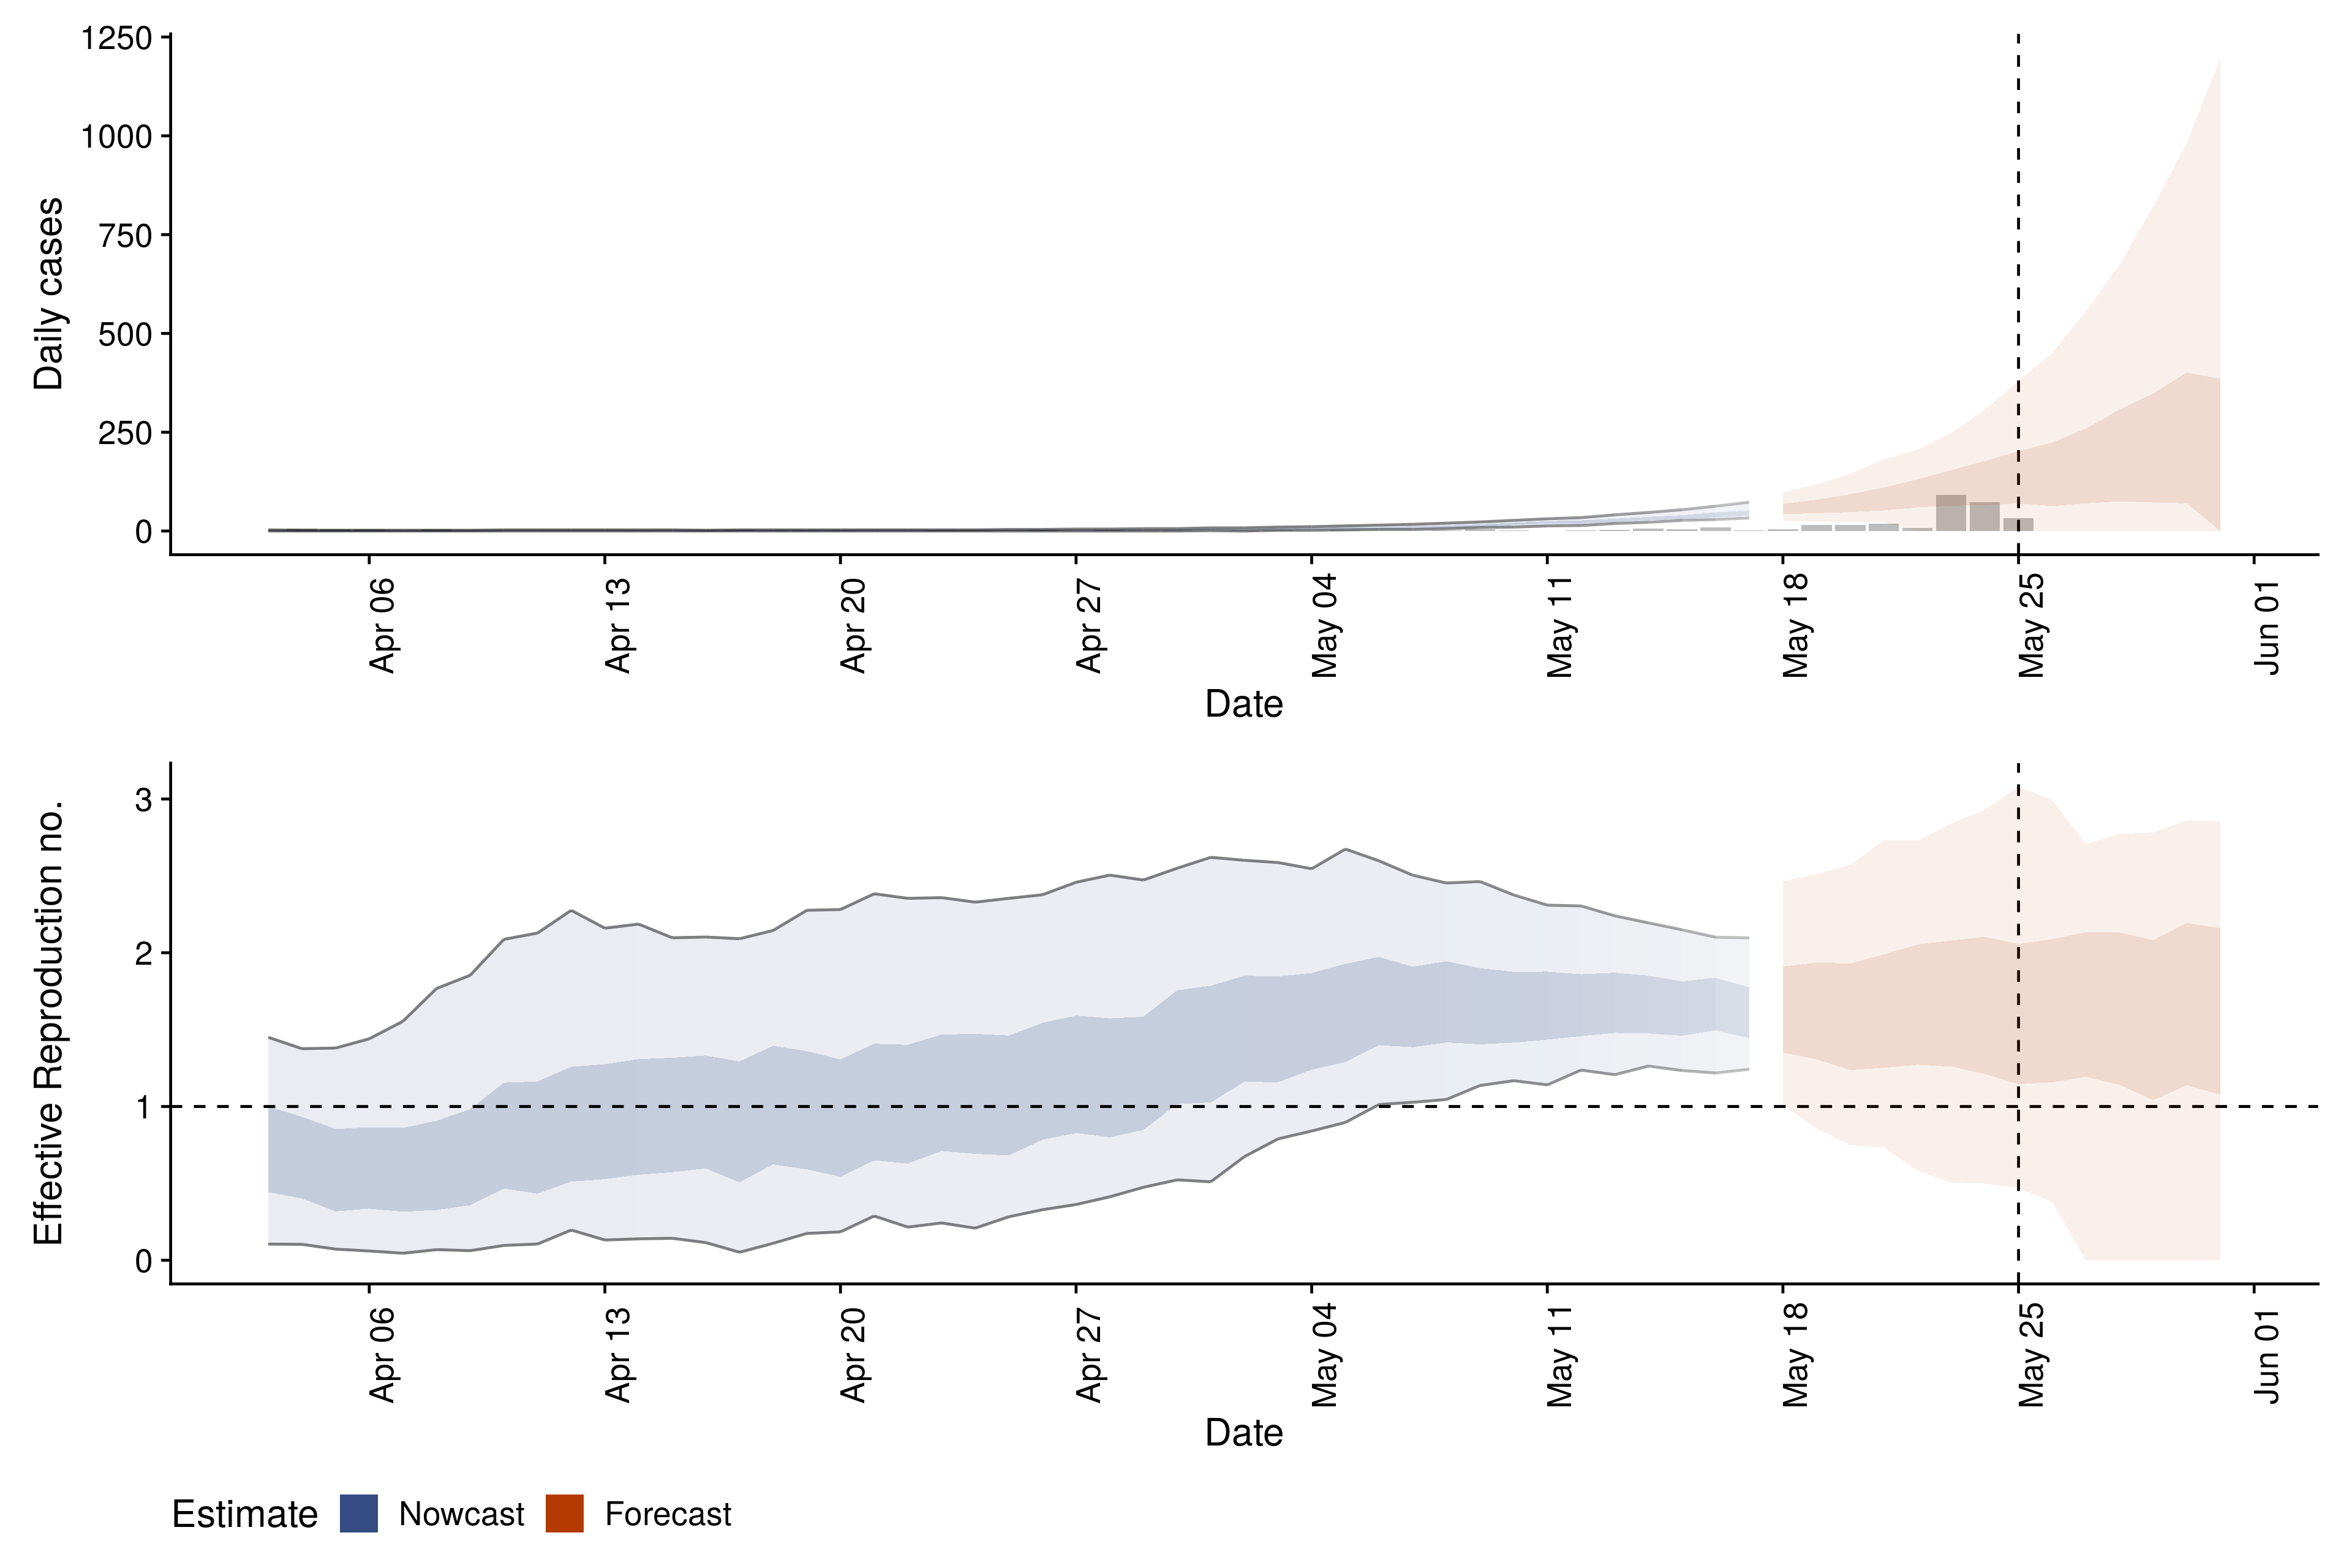 1250
1000
750
500
250
0
Daily cases
Apr 06
Apr 13
Apr 20
Apr 27
May 04
May 11
May 18
May 25
Jun 01
Date
3
2
1
0
Effective Reproduction no.
Apr 06
Apr 13
Apr 20
Apr 27
May 04
May 11
May 18
May 25
Jun 01
Date
Estimate Nowcast Forecast